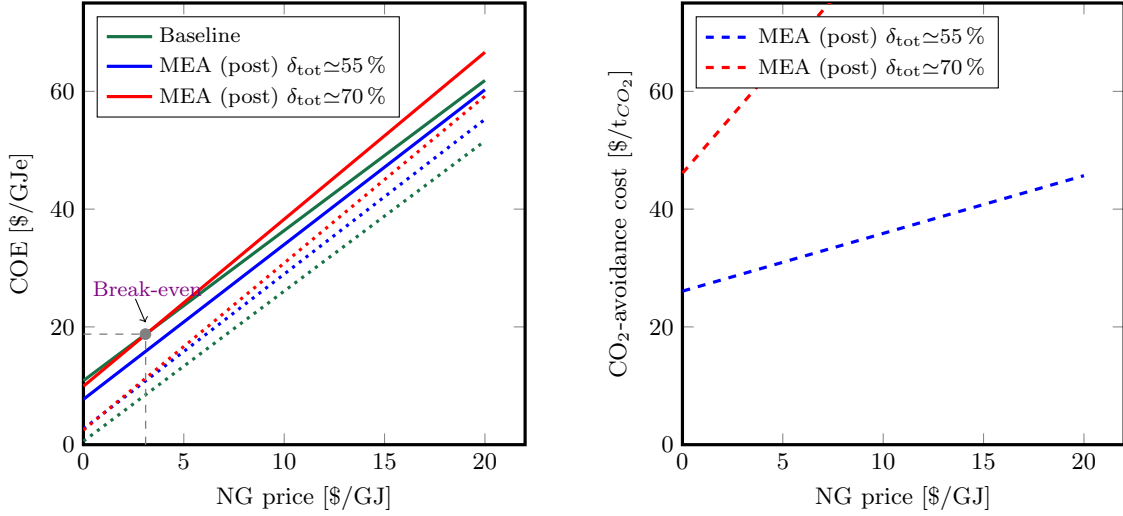 Baseline
MEA (post) δtot≃55 %
MEA (post) δtot≃70 %
Break-even
COE [$/GJe]
0
20
40
60
0
5
10
15
20
NG price [$/GJ]
MEA (post) δtot≃55 %
MEA (post) δtot≃70 %
CO₂-avoidance cost [$/tCO₂]
0
20
40
60
0
5
10
15
20
NG price [$/GJ]